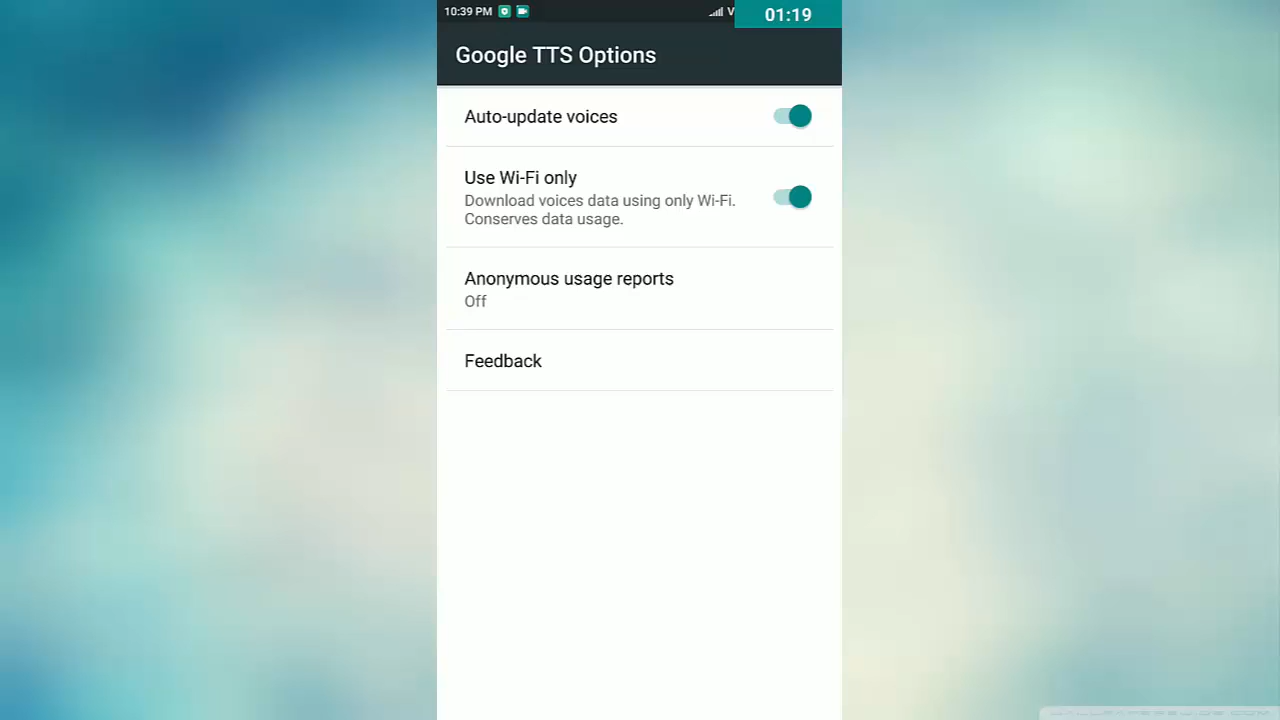 10:39 PM
01:19
Google TTS Options
Auto-update voices
Use Wi-Fi only
Download voices data using only Wi-Fi.
Conserves data usage.
Anonymous usage reports
Off
Feedback